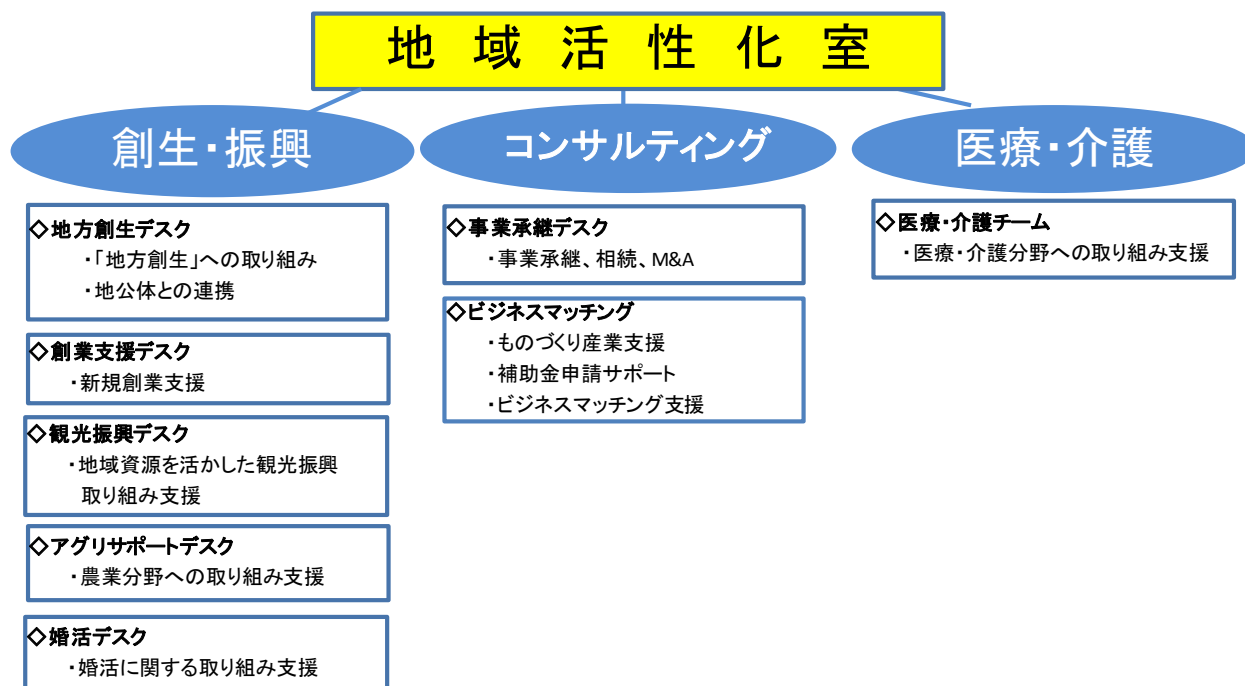 地域活性化室
創生・振興
◇地方創生デスク
・「地方創生」への取り組み
・地公体との連携
◇創業支援デスク
・新規創業支援
◇観光振興デスク
・地域資源を活かした観光振興
取り組み支援
◇アグリサポートデスク
・農業分野への取り組み支援
◇婚活デスク
・婚活に関する取り組み支援
コンサルティング
◇事業承継デスク
・事業承継、相続、M&A
◇ビジネスマッチング
・ものづくり産業支援
・補助金申請サポート
・ビジネスマッチング支援
医療・介護
◇医療・介護チーム
・医療・介護分野への取り組み支援